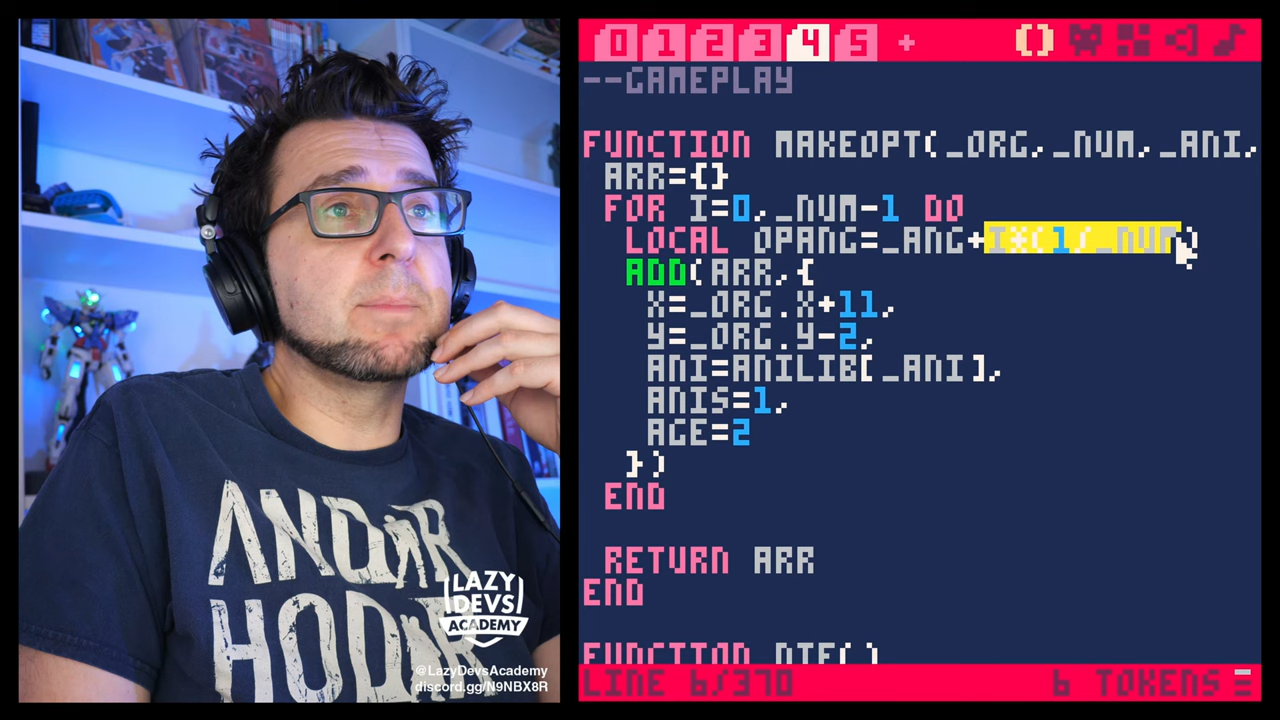 ANDOR
HODOR
LAZY
DEVS
ACADEMY
@LazyDevsAcademy
discord.gg/N9NBX8R
0 1 2 3 4 5 +
--GAMEPLAY
FUNCTION MAKEOPT(_ORG,_NUM,_ANI,
ARR={}
FOR I=0,_NUM-1 DO
LOCAL OPANG=_ANG+I*(1/_NUM)
ADD(ARR,{
X=_ORG.X+11,
Y=_ORG.Y-2,
ANI=ANILIB[_ANI],
ANIS=1,
AGE=2
})
END
RETURN ARR
END
FUNCTION DIE()
LINE 6/370
6 TOKENS